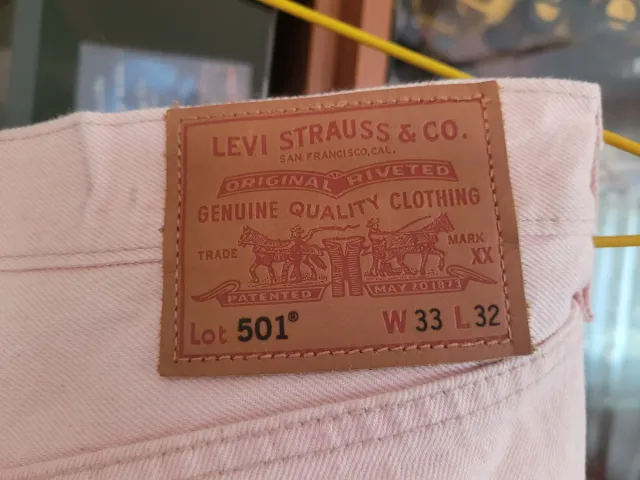 LEVI STRAUSS & CO.
SAN FRANCISCO, CAL.
ORIGINAL RIVETED
GENUINE QUALITY CLOTHING
TRADE MARK
XX
PATENTED MAY 20 1873
Lot 501® W 33 L 32